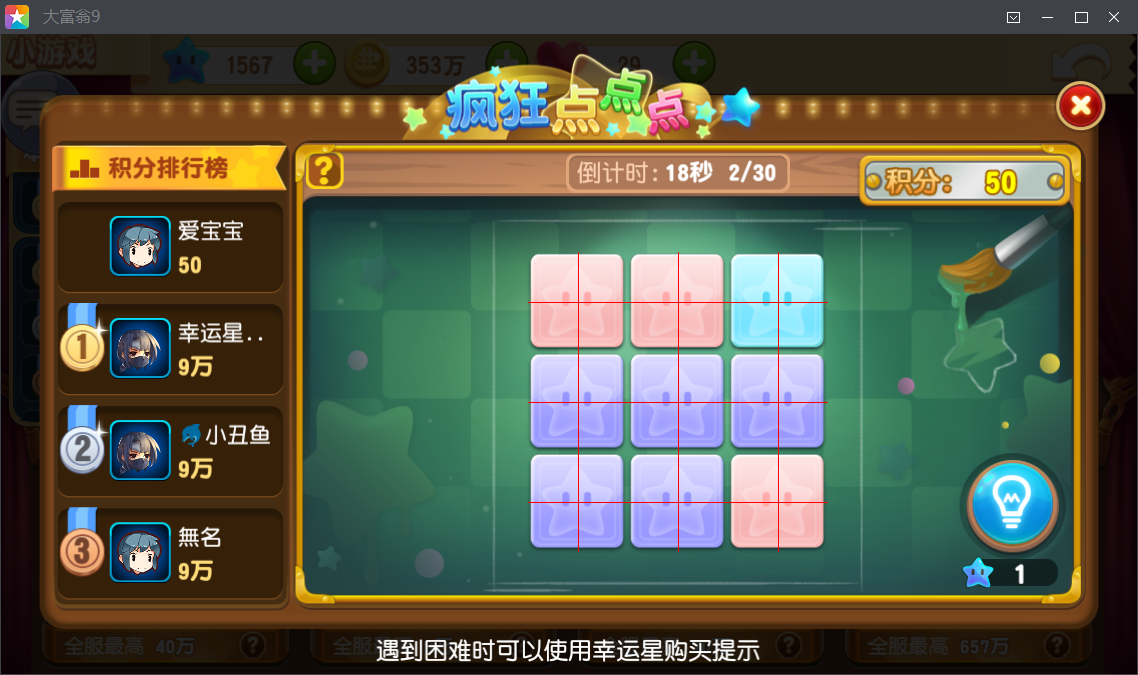 大富翁9
小游戏
1567
353万
29
疯狂点点点
积分排行榜
倒计时:18秒 2/30
积分: 50
爱宝宝
50
1
幸运星..
9万
2
小丑鱼
9万
3
無名
9万
1
全服最高 40万
全服最高 657万
遇到困难时可以使用幸运星购买提示